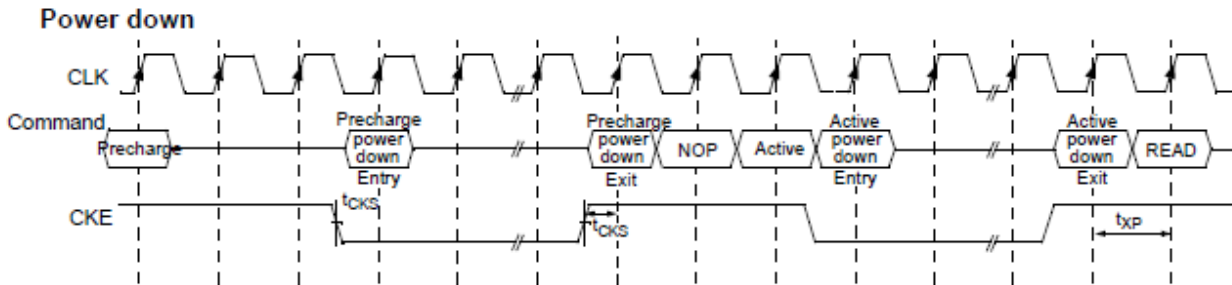 Power down
CLK
Command
Precharge
Precharge
power
down
Entry
Precharge
power
down
Exit
NOP
Active
Active
power
down
Entry
Active
power
down
Exit
READ
CKE
tCKS
tCKS
tXP